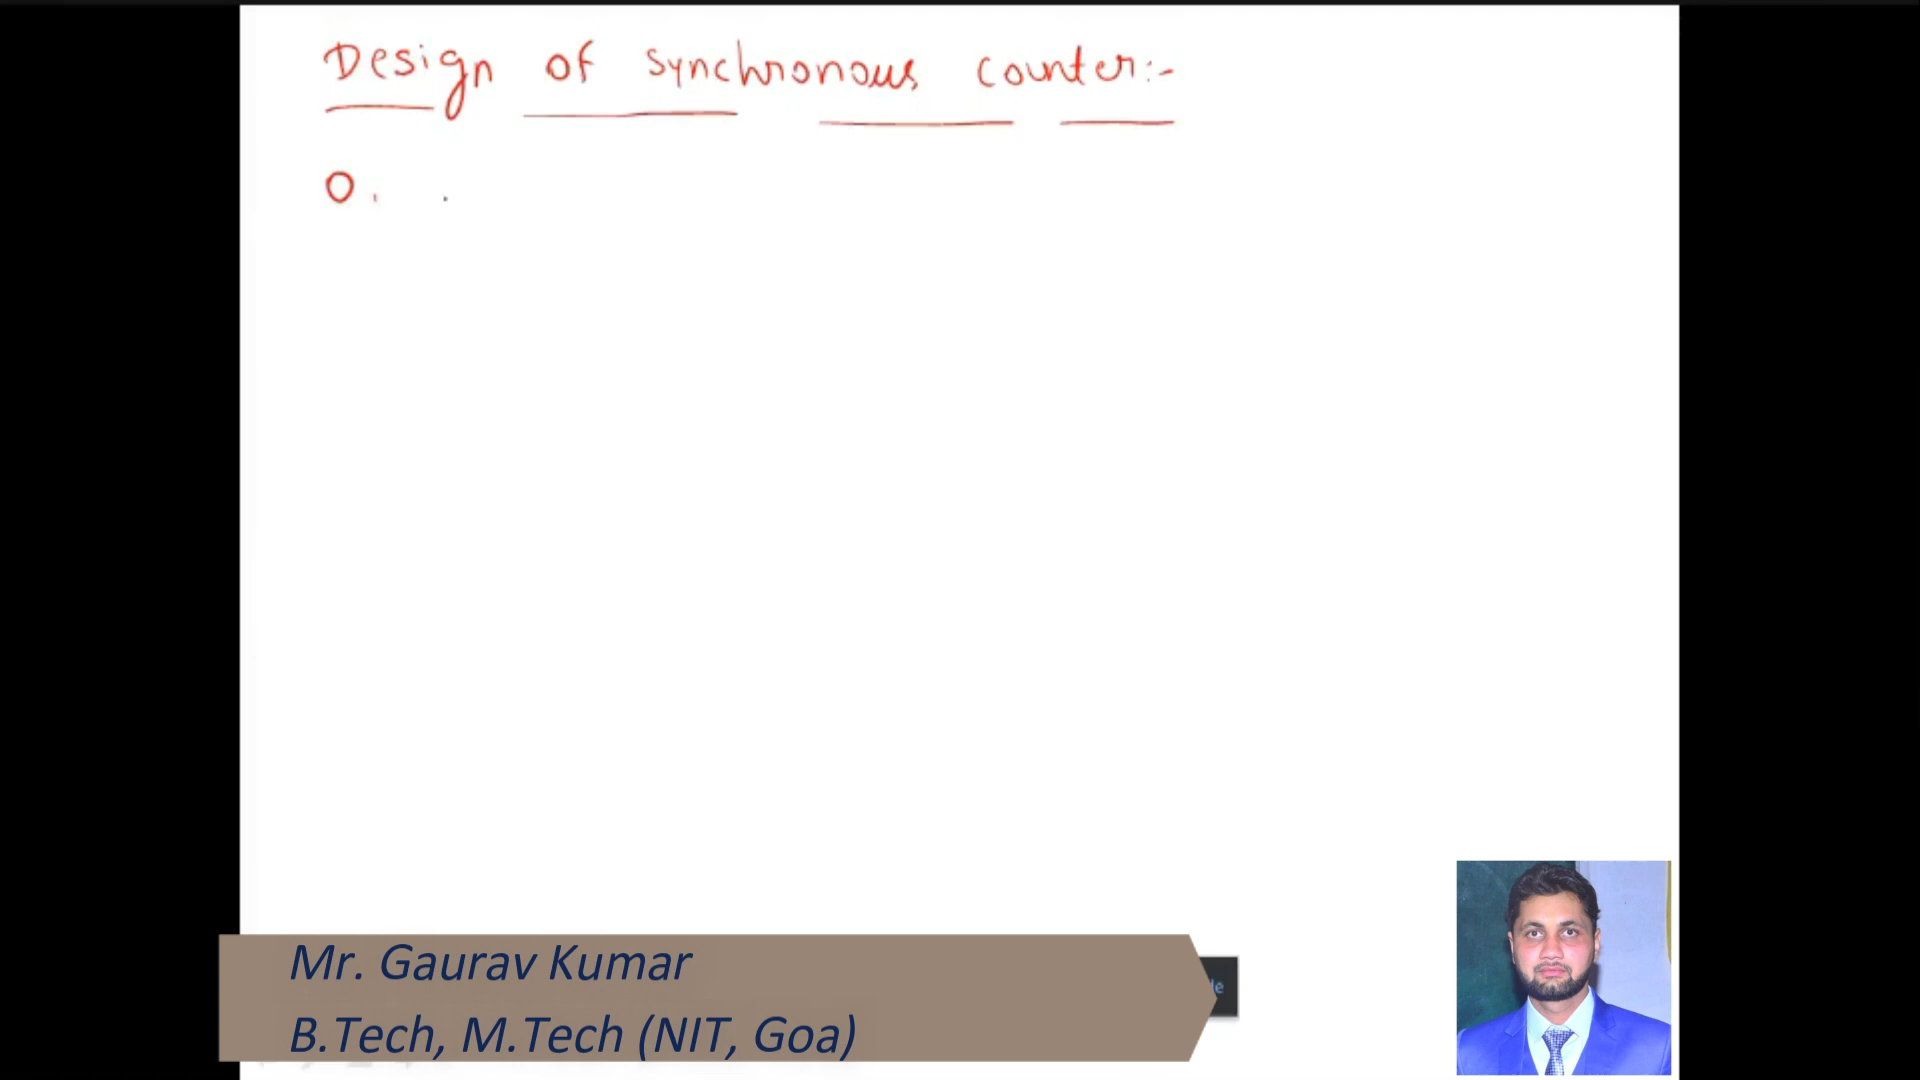 Design of synchronous counter:-
Q.
Mr. Gaurav Kumar
B.Tech, M.Tech (NIT, Goa)